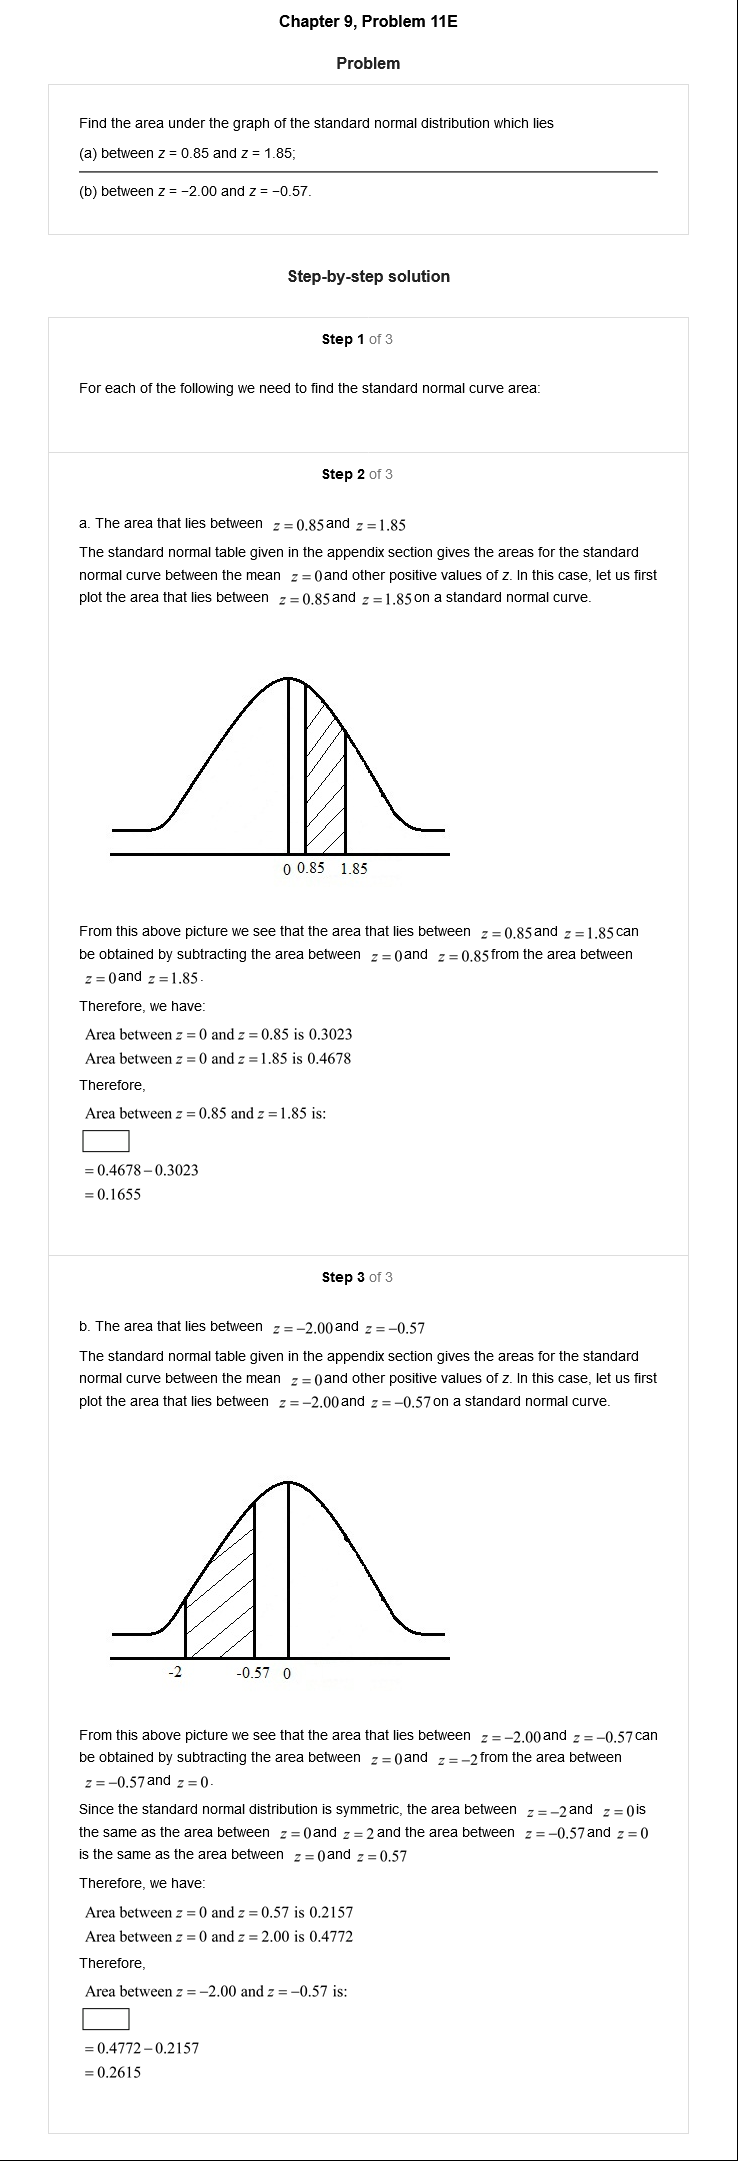 Chapter 9, Problem 11E
Problem
Find the area under the graph of the standard normal distribution which lies
(a) between z = 0.85 and z = 1.85;
(b) between z = −2.00 and z = −0.57.
Step-by-step solution
Step 1 of 3
For each of the following we need to find the standard normal curve area:
Step 2 of 3
a. The area that lies between z = 0.85 and z = 1.85
The standard normal table given in the appendix section gives the areas for the standard
normal curve between the mean z = 0 and other positive values of z. In this case, let us first
plot the area that lies between z = 0.85 and z = 1.85 on a standard normal curve.
0 0.85 1.85
From this above picture we see that the area that lies between z = 0.85 and z = 1.85 can
be obtained by subtracting the area between z = 0 and z = 0.85 from the area between
z = 0 and z = 1.85.
Therefore, we have:
Area between z = 0 and z = 0.85 is 0.3023
Area between z = 0 and z = 1.85 is 0.4678
Therefore,
Area between z = 0.85 and z = 1.85 is:
= 0.4678 − 0.3023
= 0.1655
Step 3 of 3
b. The area that lies between z = −2.00 and z = −0.57
The standard normal table given in the appendix section gives the areas for the standard
normal curve between the mean z = 0 and other positive values of z. In this case, let us first
plot the area that lies between z = −2.00 and z = −0.57 on a standard normal curve.
-2 -0.57 0
From this above picture we see that the area that lies between z = −2.00 and z = −0.57 can
be obtained by subtracting the area between z = 0 and z = −2 from the area between
z = −0.57 and z = 0.
Since the standard normal distribution is symmetric, the area between z = −2 and z = 0 is
the same as the area between z = 0 and z = 2 and the area between z = −0.57 and z = 0
is the same as the area between z = 0 and z = 0.57
Therefore, we have:
Area between z = 0 and z = 0.57 is 0.2157
Area between z = 0 and z = 2.00 is 0.4772
Therefore,
Area between z = −2.00 and z = −0.57 is:
= 0.4772 − 0.2157
= 0.2615